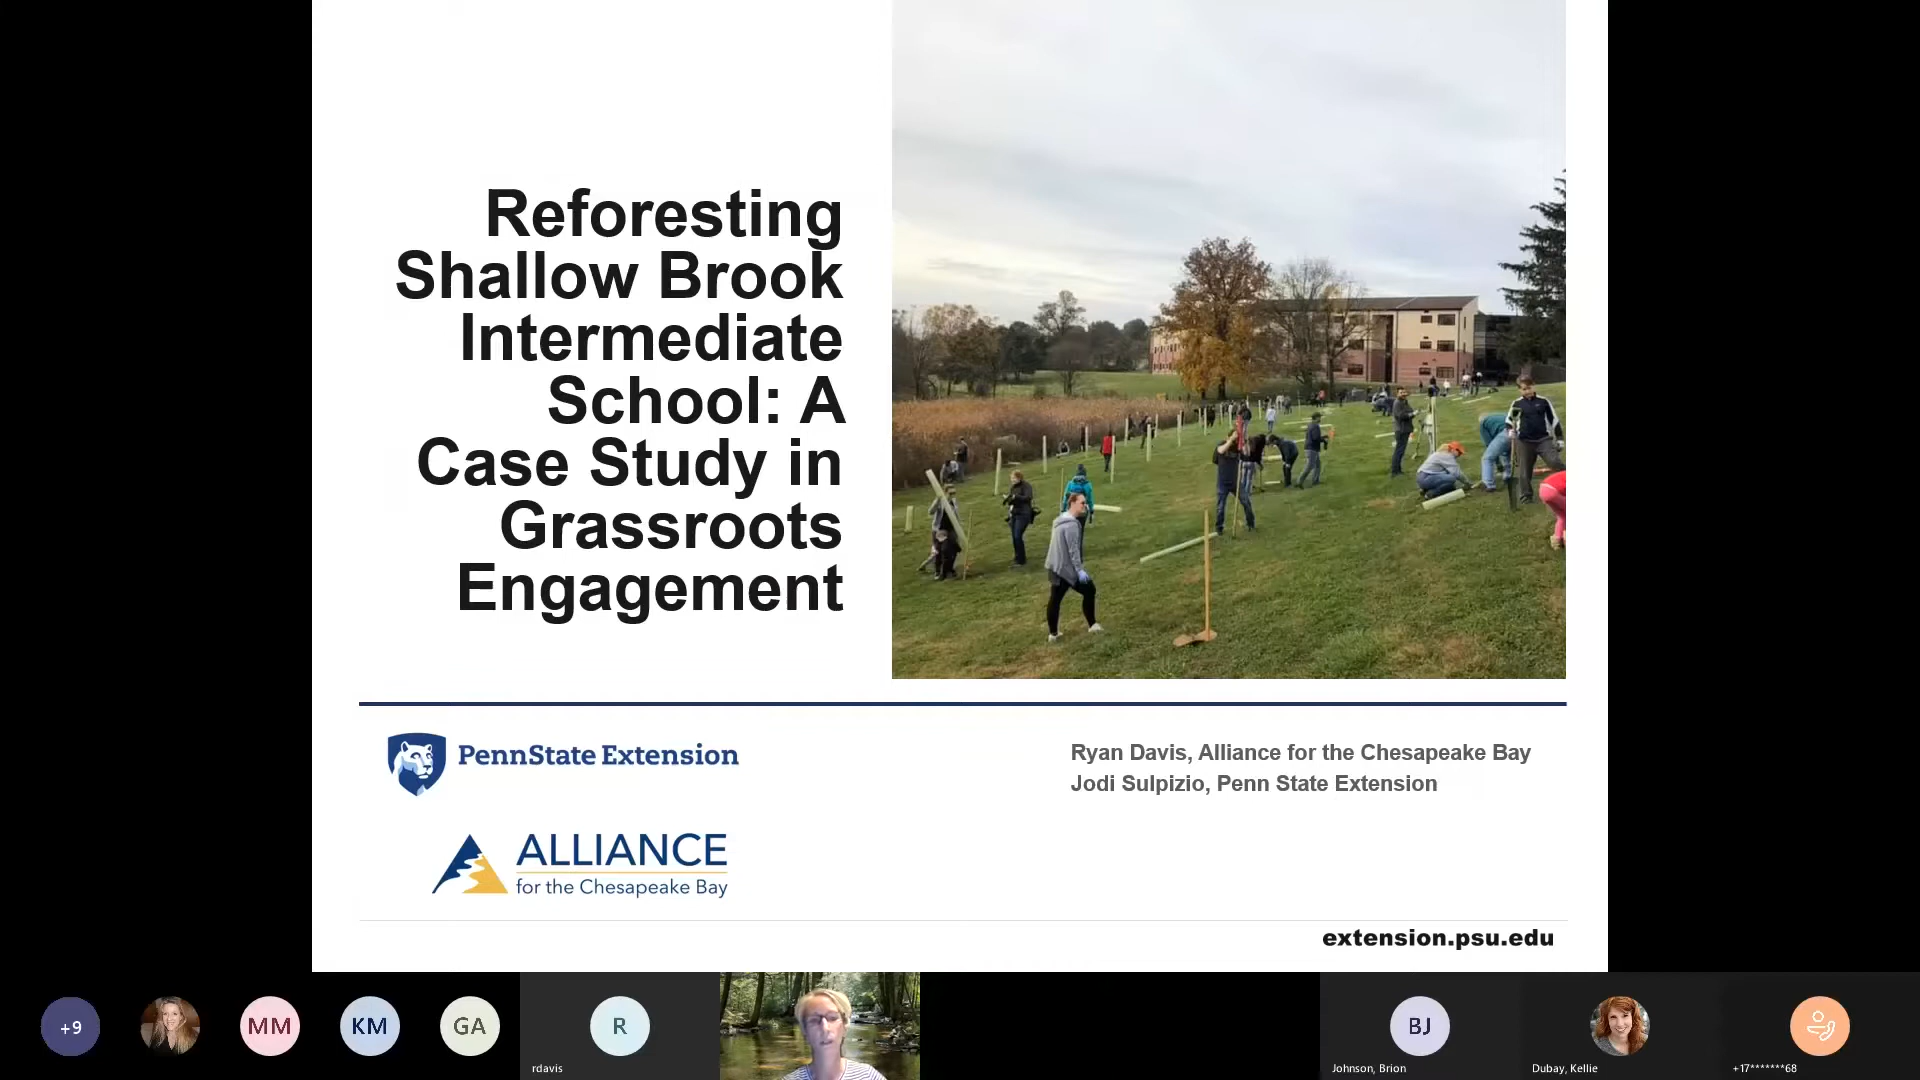 Reforesting
Shallow Brook
Intermediate
School: A
Case Study in
Grassroots
Engagement
PennState Extension
Ryan Davis, Alliance for the Chesapeake Bay
Jodi Sulpizio, Penn State Extension
ALLIANCE
for the Chesapeake Bay
extension.psu.edu
+9
MM
KM
GA
R
rdavis
BJ
Johnson, Brion
Dubay, Kellie
+17*******68